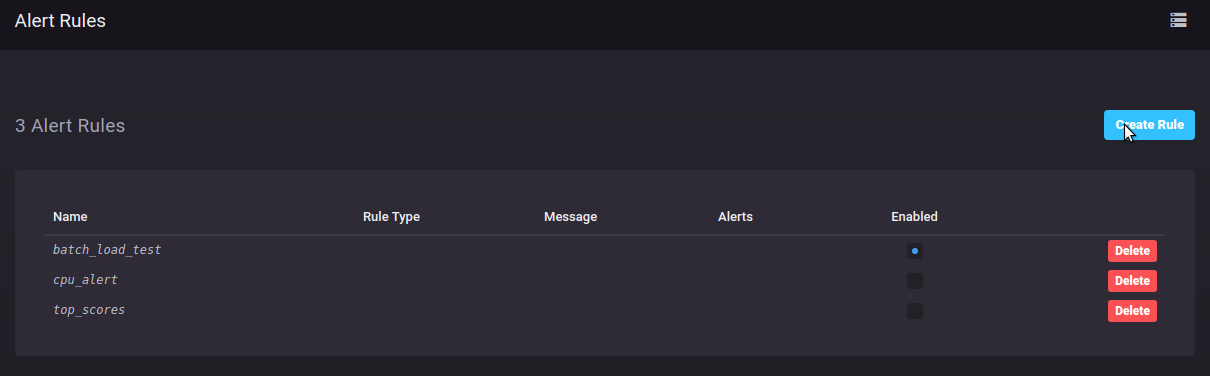 Alert Rules
3 Alert Rules
Create Rule
Name Rule Type Message Alerts Enabled
batch_load_test Delete
cpu_alert Delete
top_scores Delete